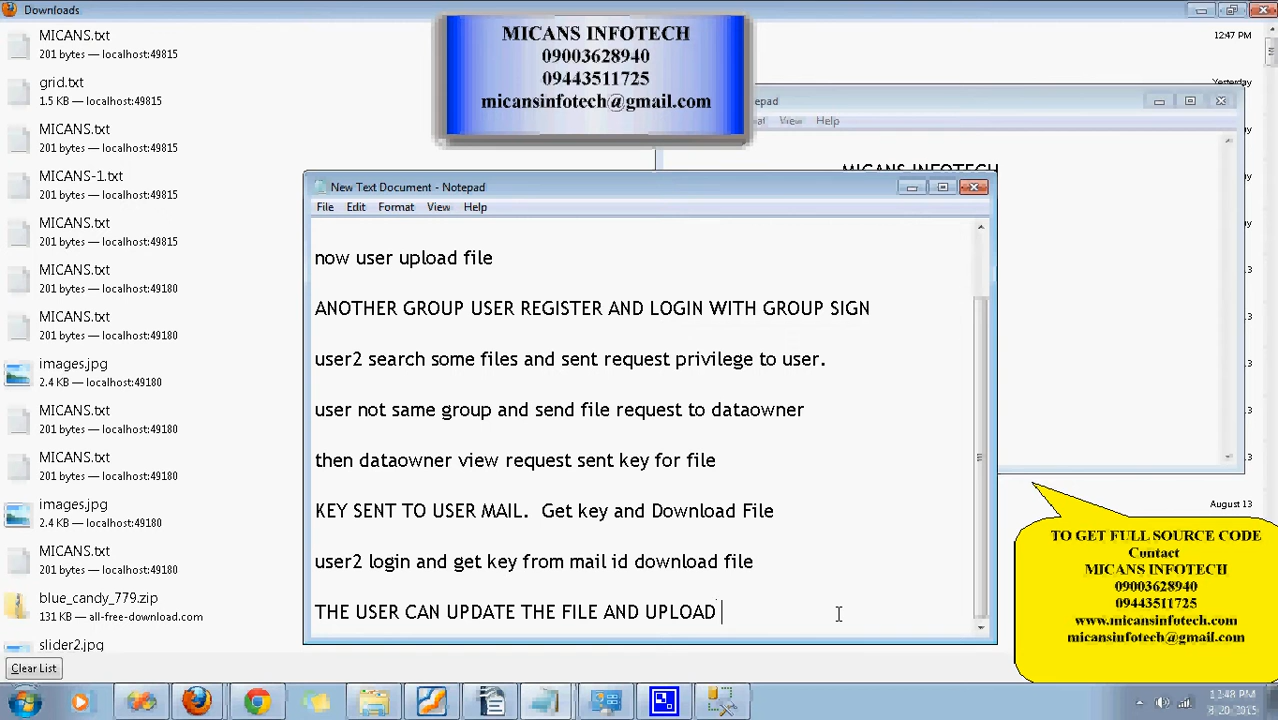 Downloads
MICANS.txt
201 bytes — localhost:49815
grid.txt
1.5 KB — localhost:49815
MICANS.txt
201 bytes — localhost:49815
MICANS-1.txt
201 bytes — localhost:49815
MICANS.txt
201 bytes — localhost:49815
MICANS.txt
201 bytes — localhost:49180
MICANS.txt
201 bytes — localhost:49180
images.jpg
2.4 KB — localhost:49180
MICANS.txt
201 bytes — localhost:49180
MICANS.txt
201 bytes — localhost:49180
images.jpg
2.4 KB — localhost:49180
MICANS.txt
201 bytes — localhost:49180
blue_candy_779.zip
131 KB — all-free-download.com
slider2.jpg
Clear List
MICANS INFOTECH
09003628940
09443511725
micansinfotech@gmail.com
12:47 PM
Yesterday
View Help
MICANS INFOTECH
New Text Document - Notepad
File Edit Format View Help
now user upload file
ANOTHER GROUP USER REGISTER AND LOGIN WITH GROUP SIGN
user2 search some files and sent request privilege to user.
user not same group and send file request to dataowner
then dataowner view request sent key for file
KEY SENT TO USER MAIL.  Get key and Download File
user2 login and get key from mail id download file
THE USER CAN UPDATE THE FILE AND UPLOAD
August 13
TO GET FULL SOURCE CODE
Contact
MICANS INFOTECH
09003628940
09443511725
www.micansinfotech.com
micansinfotech@gmail.com
12:48 PM
8-20-2015